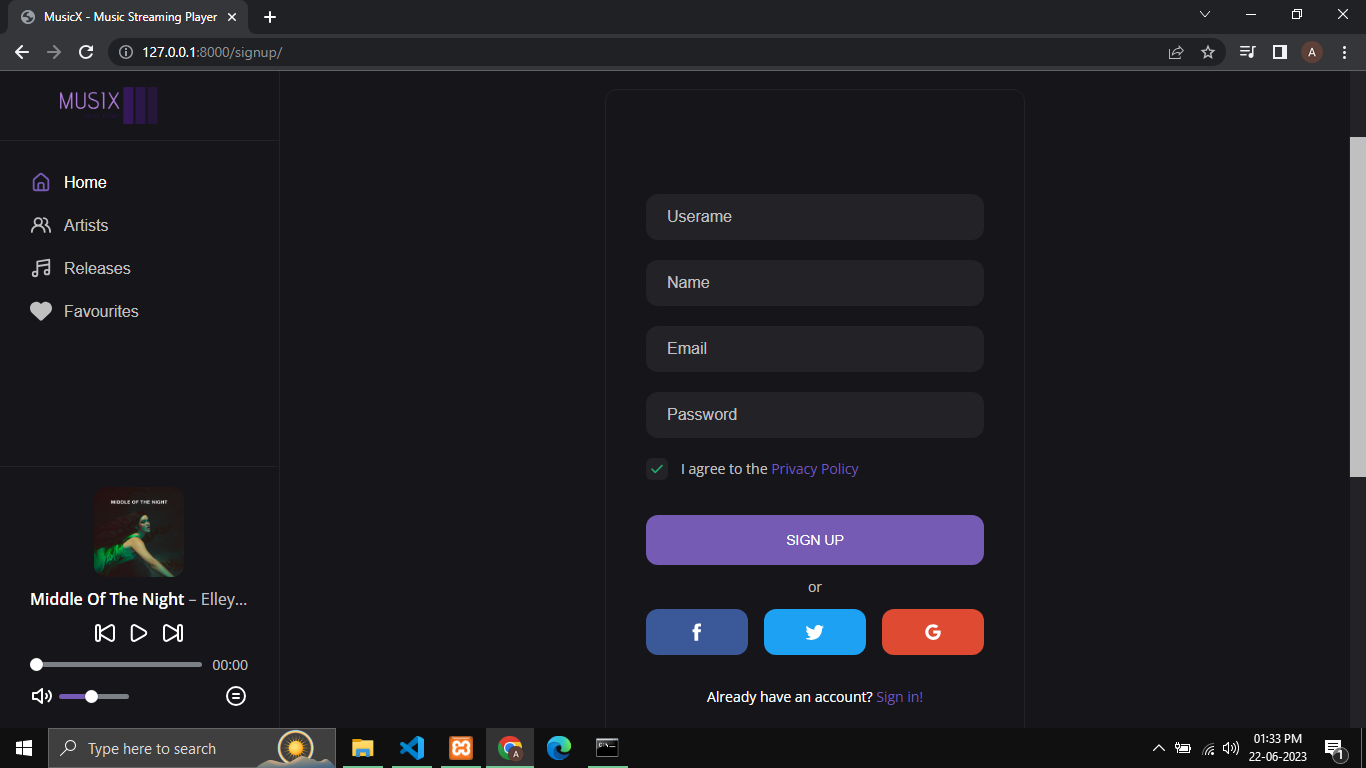 MusicX - Music Streaming Player
127.0.0.1:8000/signup/
A
MUSIX
Home
Artists
Releases
Favourites
Userame
Name
Email
Password
I agree to the Privacy Policy
SIGN UP
or
f
G
Already have an account? Sign in!
MIDDLE OF THE NIGHT
Middle Of The Night – Elley...
00:00
Type here to search
A
01:33 PM
22-06-2023
1